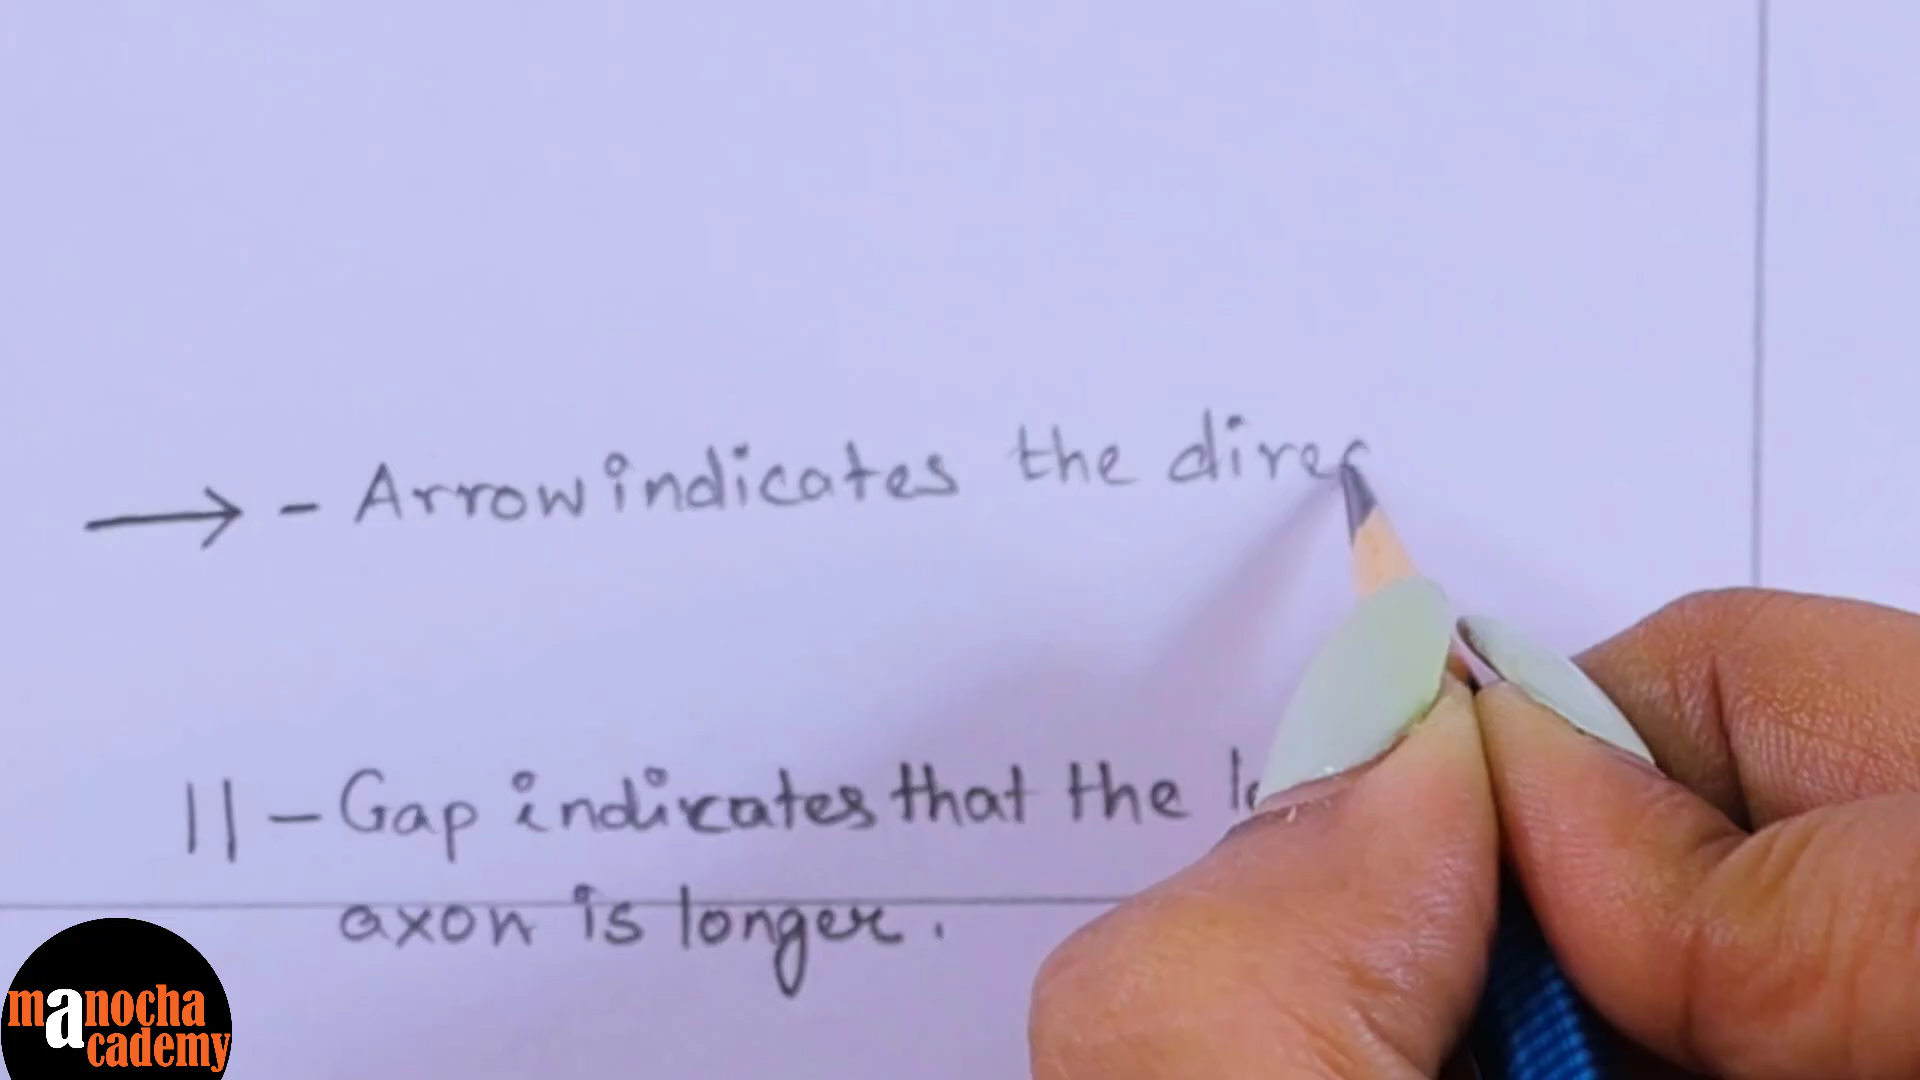 → - Arrow indicates the direc
|| - Gap indicates that the
axon is longer.
manocha
academy